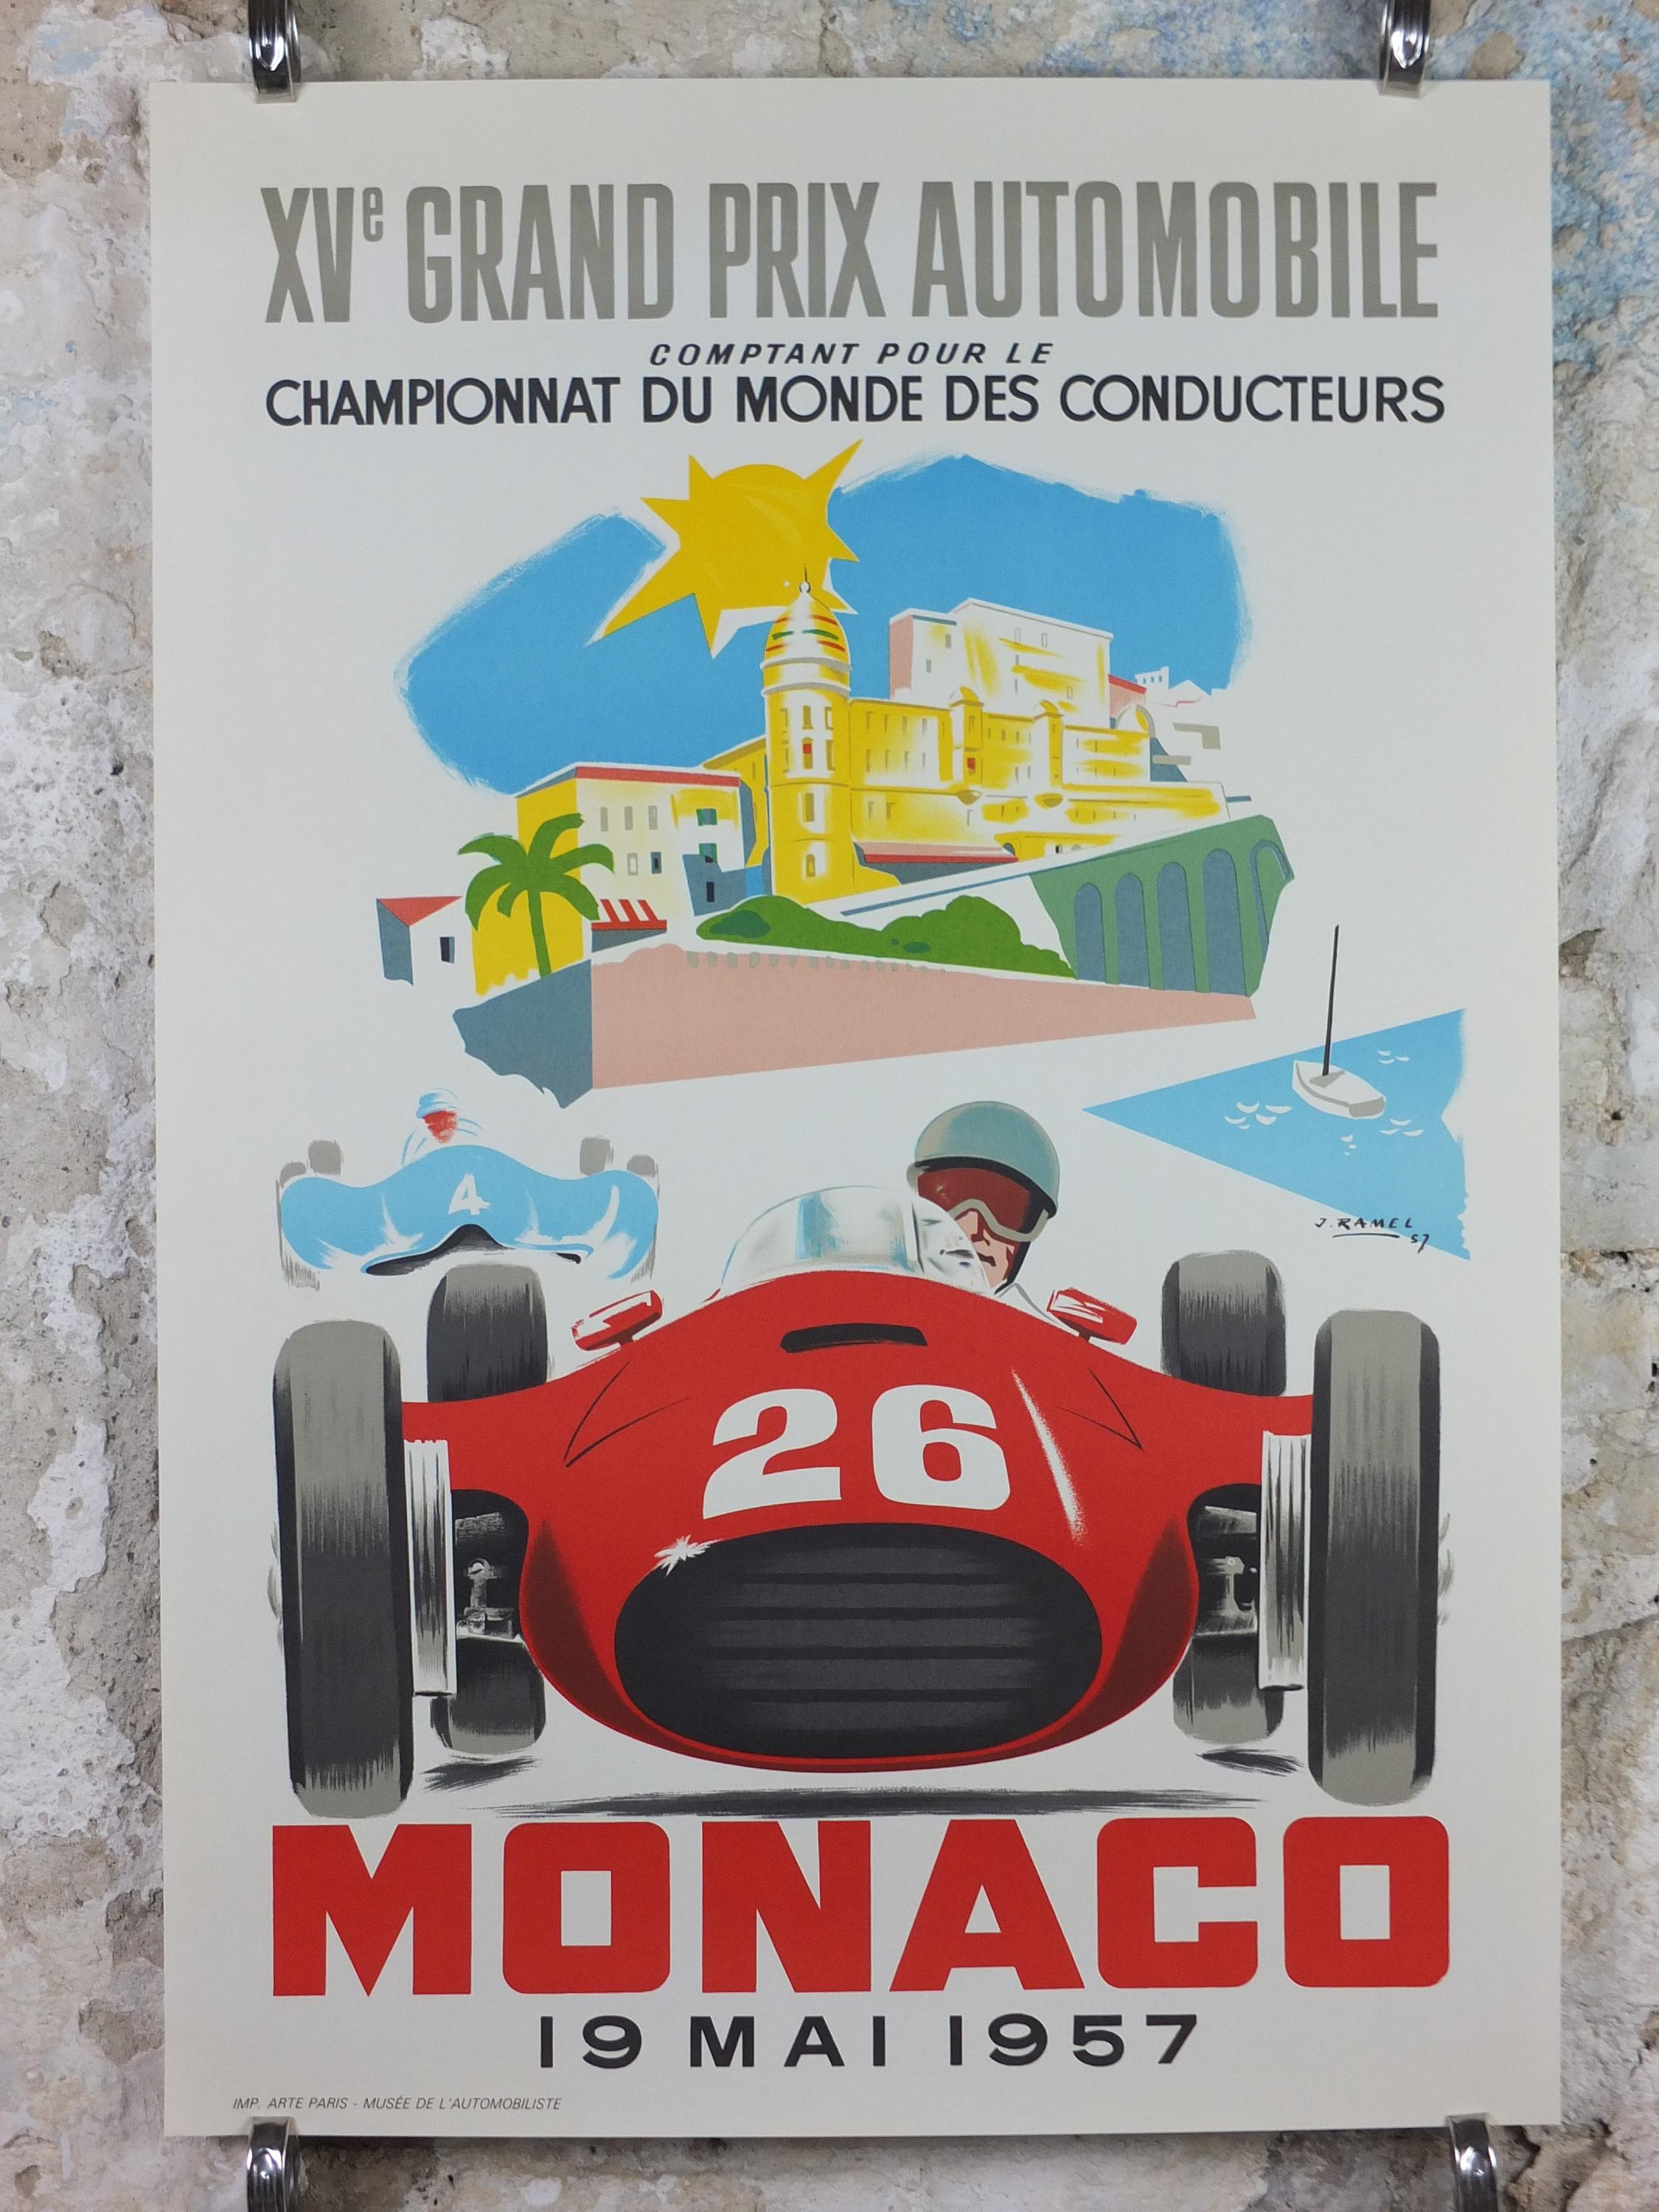 XVe GRAND PRIX AUTOMOBILE
COMPTANT POUR LE
CHAMPIONNAT DU MONDE DES CONDUCTEURS
4
J. RAMEL
57
26
MONACO
19 MAI 1957
IMP. ARTE PARIS - MUSÉE DE L'AUTOMOBILISTE